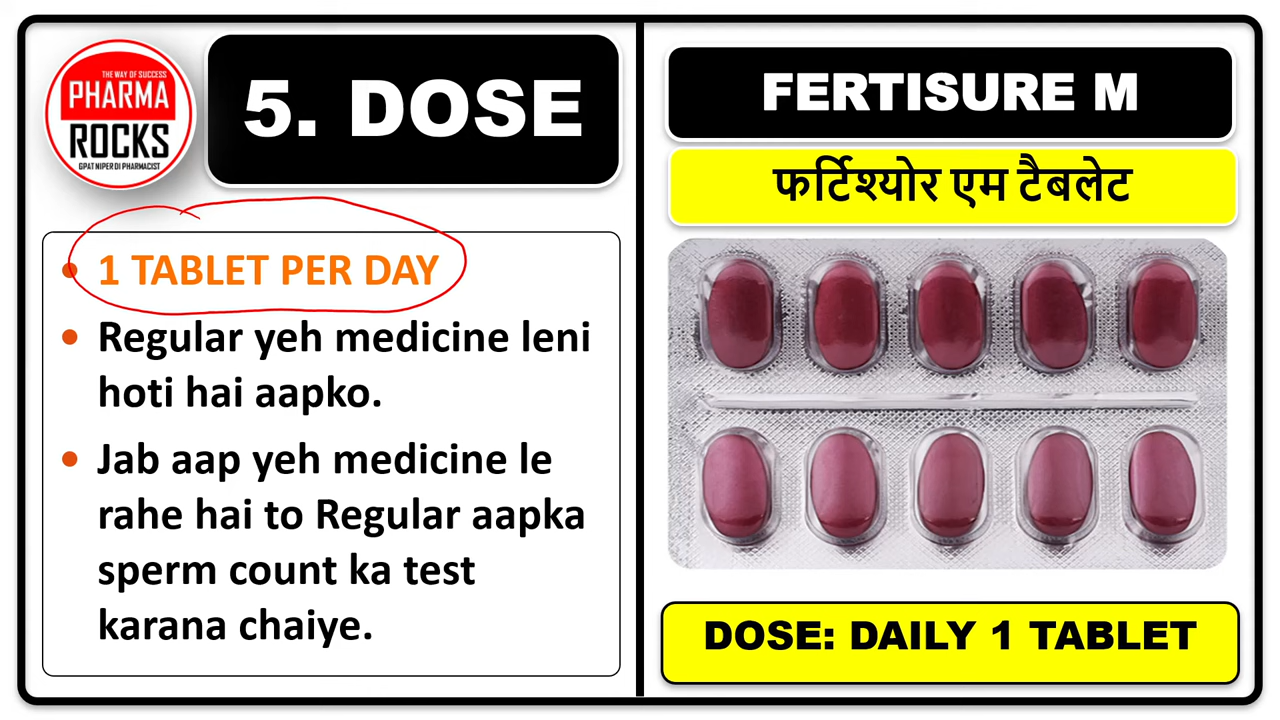 THE WAY OF SUCCESS
PHARMA
ROCKS
GPAT NIPER DI PHARMACIST
5. DOSE
• 1 TABLET PER DAY
• Regular yeh medicine leni
hoti hai aapko.
• Jab aap yeh medicine le
rahe hai to Regular aapka
sperm count ka test
karana chaiye.
FERTISURE M
फर्टिश्योर एम टैबलेट
DOSE: DAILY 1 TABLET